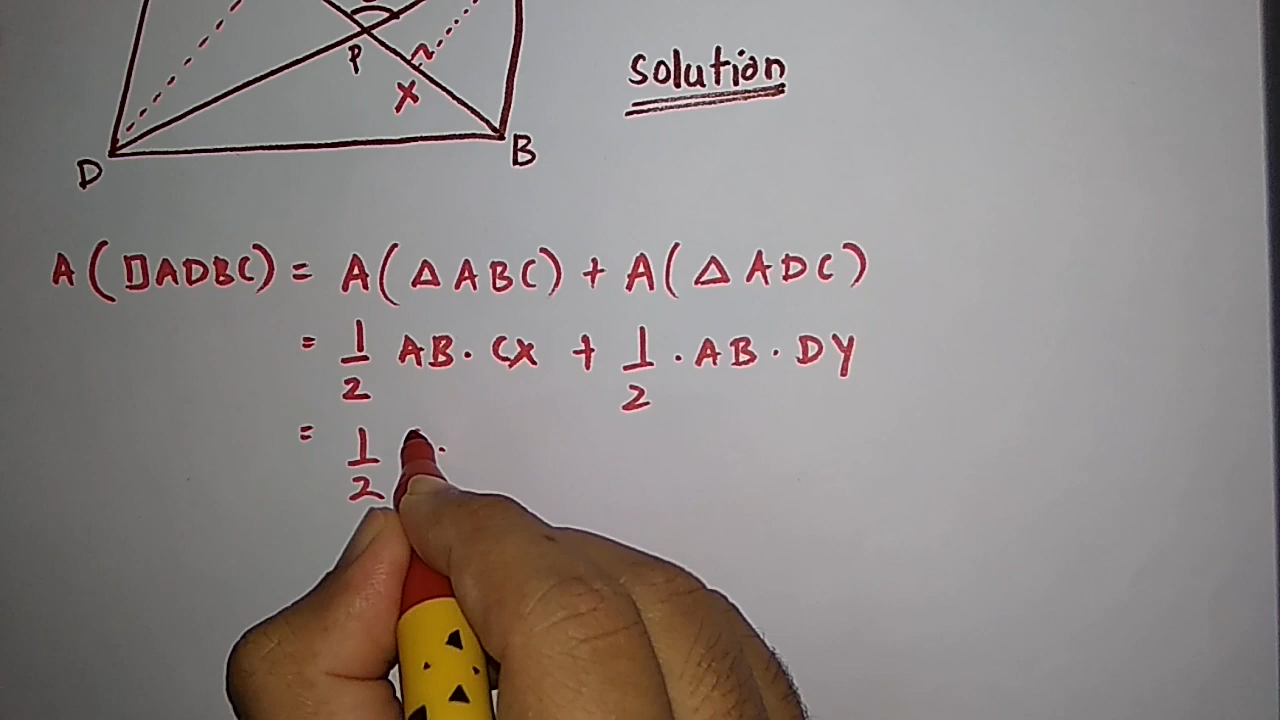 P
Solution
X
B
D
A(▯ADBC) = A(△ABC) + A(△ADC)
= 1/2 AB · CX + 1/2 · AB · DY
= 1/2